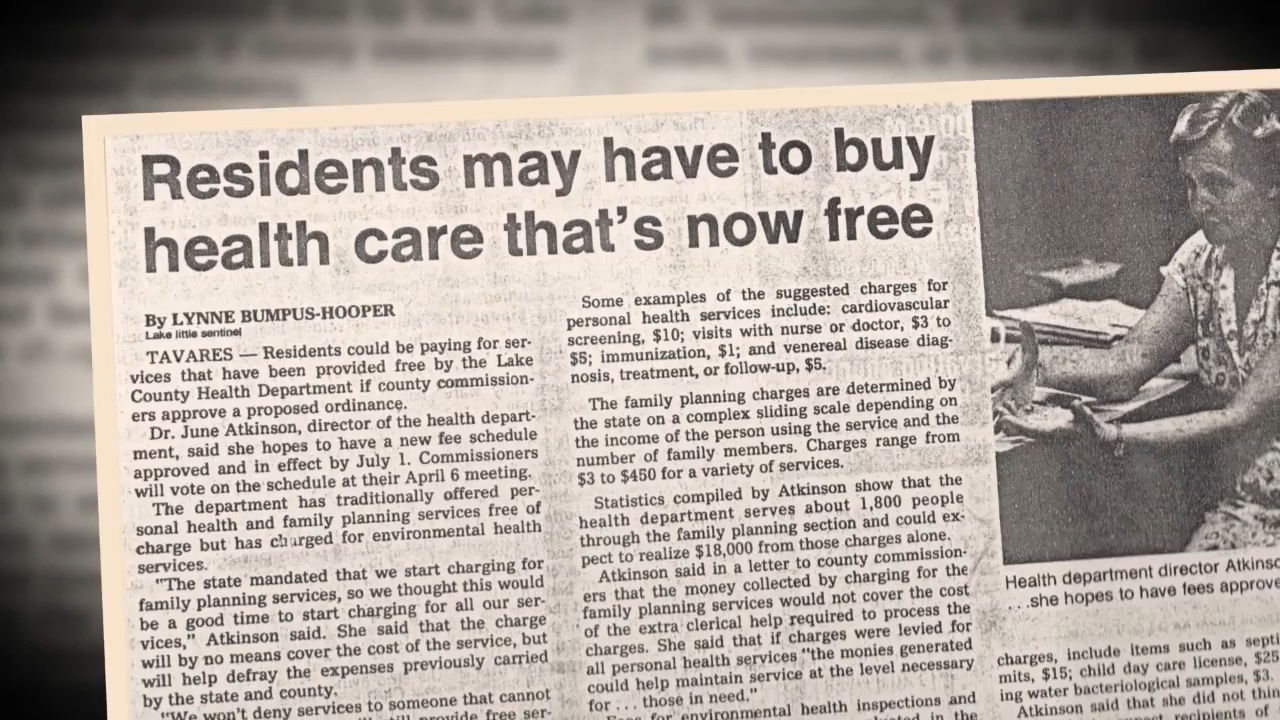 Residents may have to buy
health care that's now free
By LYNNE BUMPUS-HOOPER
Lake little sentinel
TAVARES — Residents could be paying for ser-
vices that have been provided free by the Lake
County Health Department if county commission-
ers approve a proposed ordinance.
Dr. June Atkinson, director of the health depart-
ment, said she hopes to have a new fee schedule
approved and in effect by July 1. Commissioners
will vote on the schedule at their April 6 meeting.
The department has traditionally offered per-
sonal health and family planning services free of
charge but has charged for environmental health
services.
"The state mandated that we start charging for
family planning services, so we thought this would
be a good time to start charging for all our ser-
vices," Atkinson said. She said that the charge
will by no means cover the cost of the service, but
will help defray the expenses previously carried
by the state and county.
"We won't deny services to someone that cannot
provide free ser-
Some examples of the suggested charges for
personal health services include: cardiovascular
screening, $10; visits with nurse or doctor, $3 to
$5; immunization, $1; and venereal disease diag-
nosis, treatment, or follow-up, $5.
The family planning charges are determined by
the state on a complex sliding scale depending on
the income of the person using the service and the
number of family members. Charges range from
$3 to $450 for a variety of services.
Statistics compiled by Atkinson show that the
health department serves about 1,800 people
through the family planning section and could ex-
pect to realize $18,000 from those charges alone.
Atkinson said in a letter to county commission-
ers that the money collected by charging for the
family planning services would not cover the cost
of the extra clerical help required to process the
charges. She said that if charges were levied for
all personal health services "the monies generated
could help maintain service at the level necessary
for . . . those in need."
for environmental health inspections and
in the
Health department director Atkinso
. . .she hopes to have fees approve
charges, include items such as septi
mits, $15; child day care license, $25
ing water bacteriological samples, $3.
Atkinson said that she did not thin